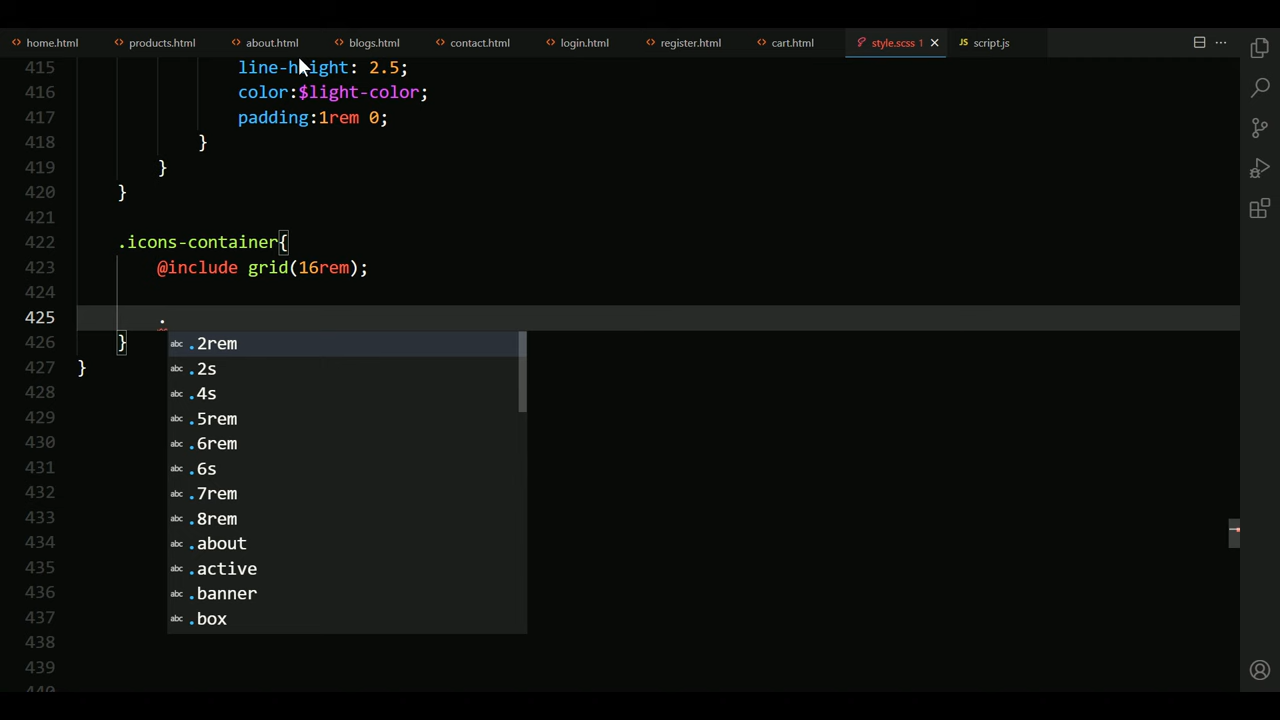 home.html products.html about.html blogs.html contact.html login.html register.html cart.html style.scss 1 JS script.js
415 line-height: 2.5;
416 color:$light-color;
417 padding:1rem 0;
418 }
419 }
420 }
421
422 .icons-container{
423 @include grid(16rem);
424
425 .
426 }
427 }
428
429
430
431
432
433
434
435
436
437
438
439
abc .2rem
abc .2s
abc .4s
abc .5rem
abc .6rem
abc .6s
abc .7rem
abc .8rem
abc .about
abc .active
abc .banner
abc .box